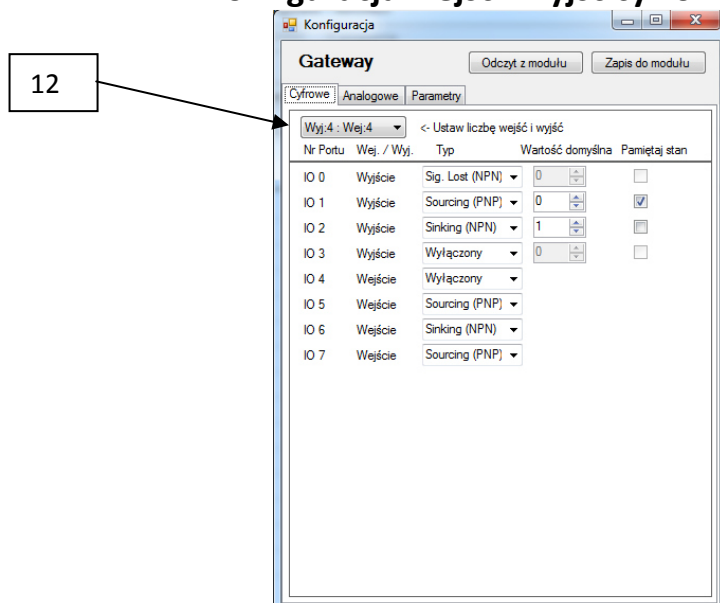 Konfiguracja
12
Gateway Odczyt z modułu Zapis do modułu
Cyfrowe Analogowe Parametry
Wyj:4 : Wej:4 <- Ustaw liczbę wejść i wyjść
Nr Portu Wej. / Wyj. Typ Wartość domyślna Pamiętaj stan
IO 0 Wyjście Sig. Lost (NPN) 0
IO 1 Wyjście Sourcing (PNP) 0
IO 2 Wyjście Sinking (NPN) 1
IO 3 Wyjście Wyłączony 0
IO 4 Wejście Wyłączony
IO 5 Wejście Sourcing (PNP)
IO 6 Wejście Sinking (NPN)
IO 7 Wejście Sourcing (PNP)